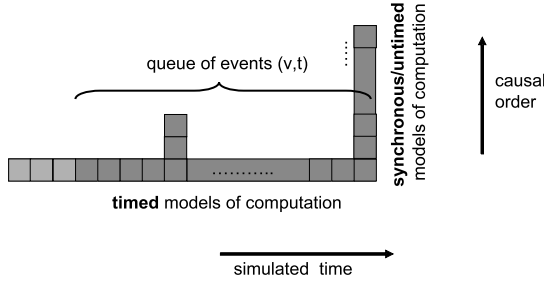 queue of events (v,t)
synchronous/untimed
models of computation
causal
order
timed models of computation
simulated time